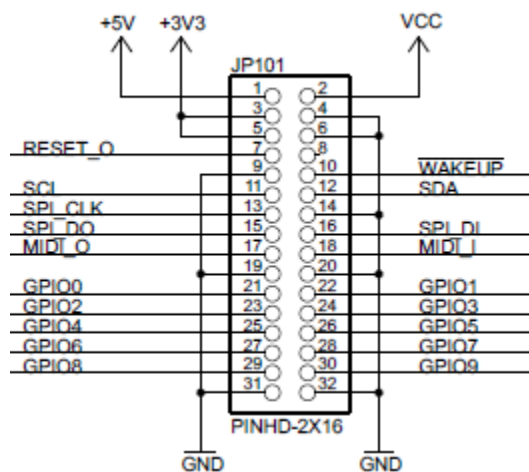 +5V +3V3 VCC
JP101
1 2
3 4
5 6
RESET_O 7 8
9 10 WAKEUP
SCL 11 12 SDA
SPI_CLK 13 14
SPI_DO 15 16 SPI_DI
MIDI_O 17 18 MIDI_I
19 20
GPIO0 21 22 GPIO1
GPIO2 23 24 GPIO3
GPIO4 25 26 GPIO5
GPIO6 27 28 GPIO7
GPIO8 29 30 GPIO9
31 32
PINHD-2X16
GND GND